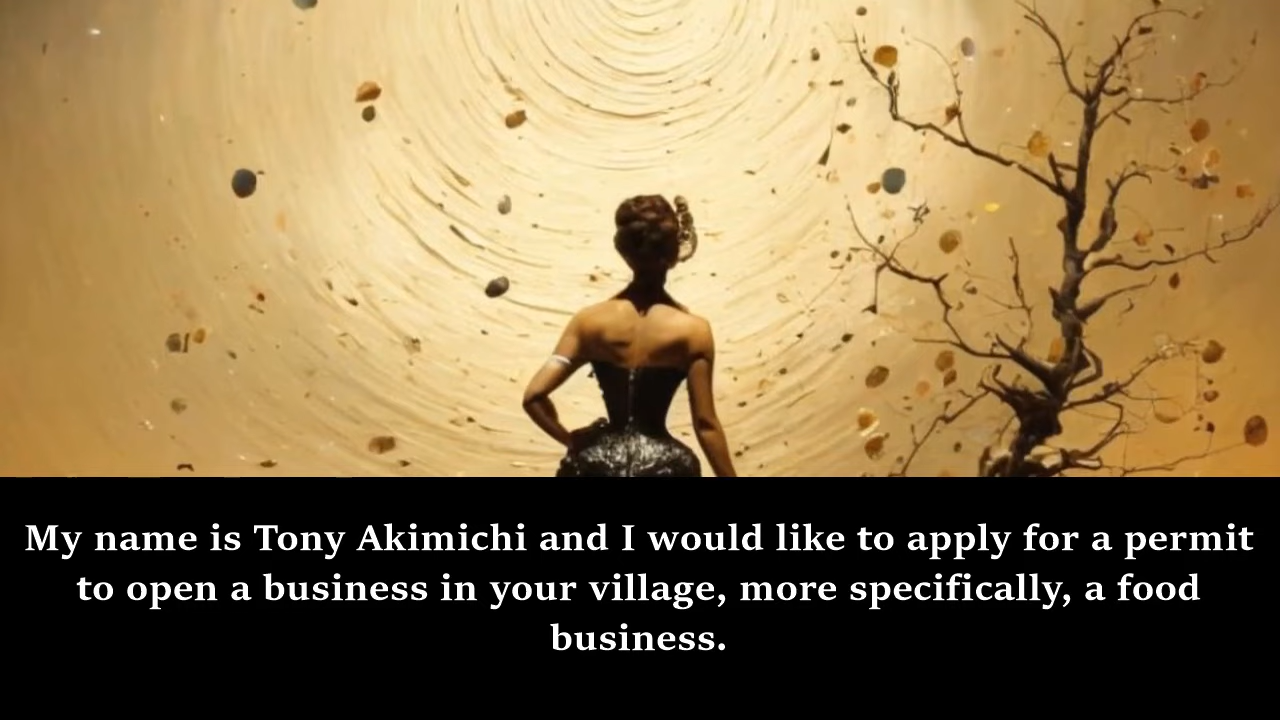 My name is Tony Akimichi and I would like to apply for a permit
to open a business in your village, more specifically, a food
business.